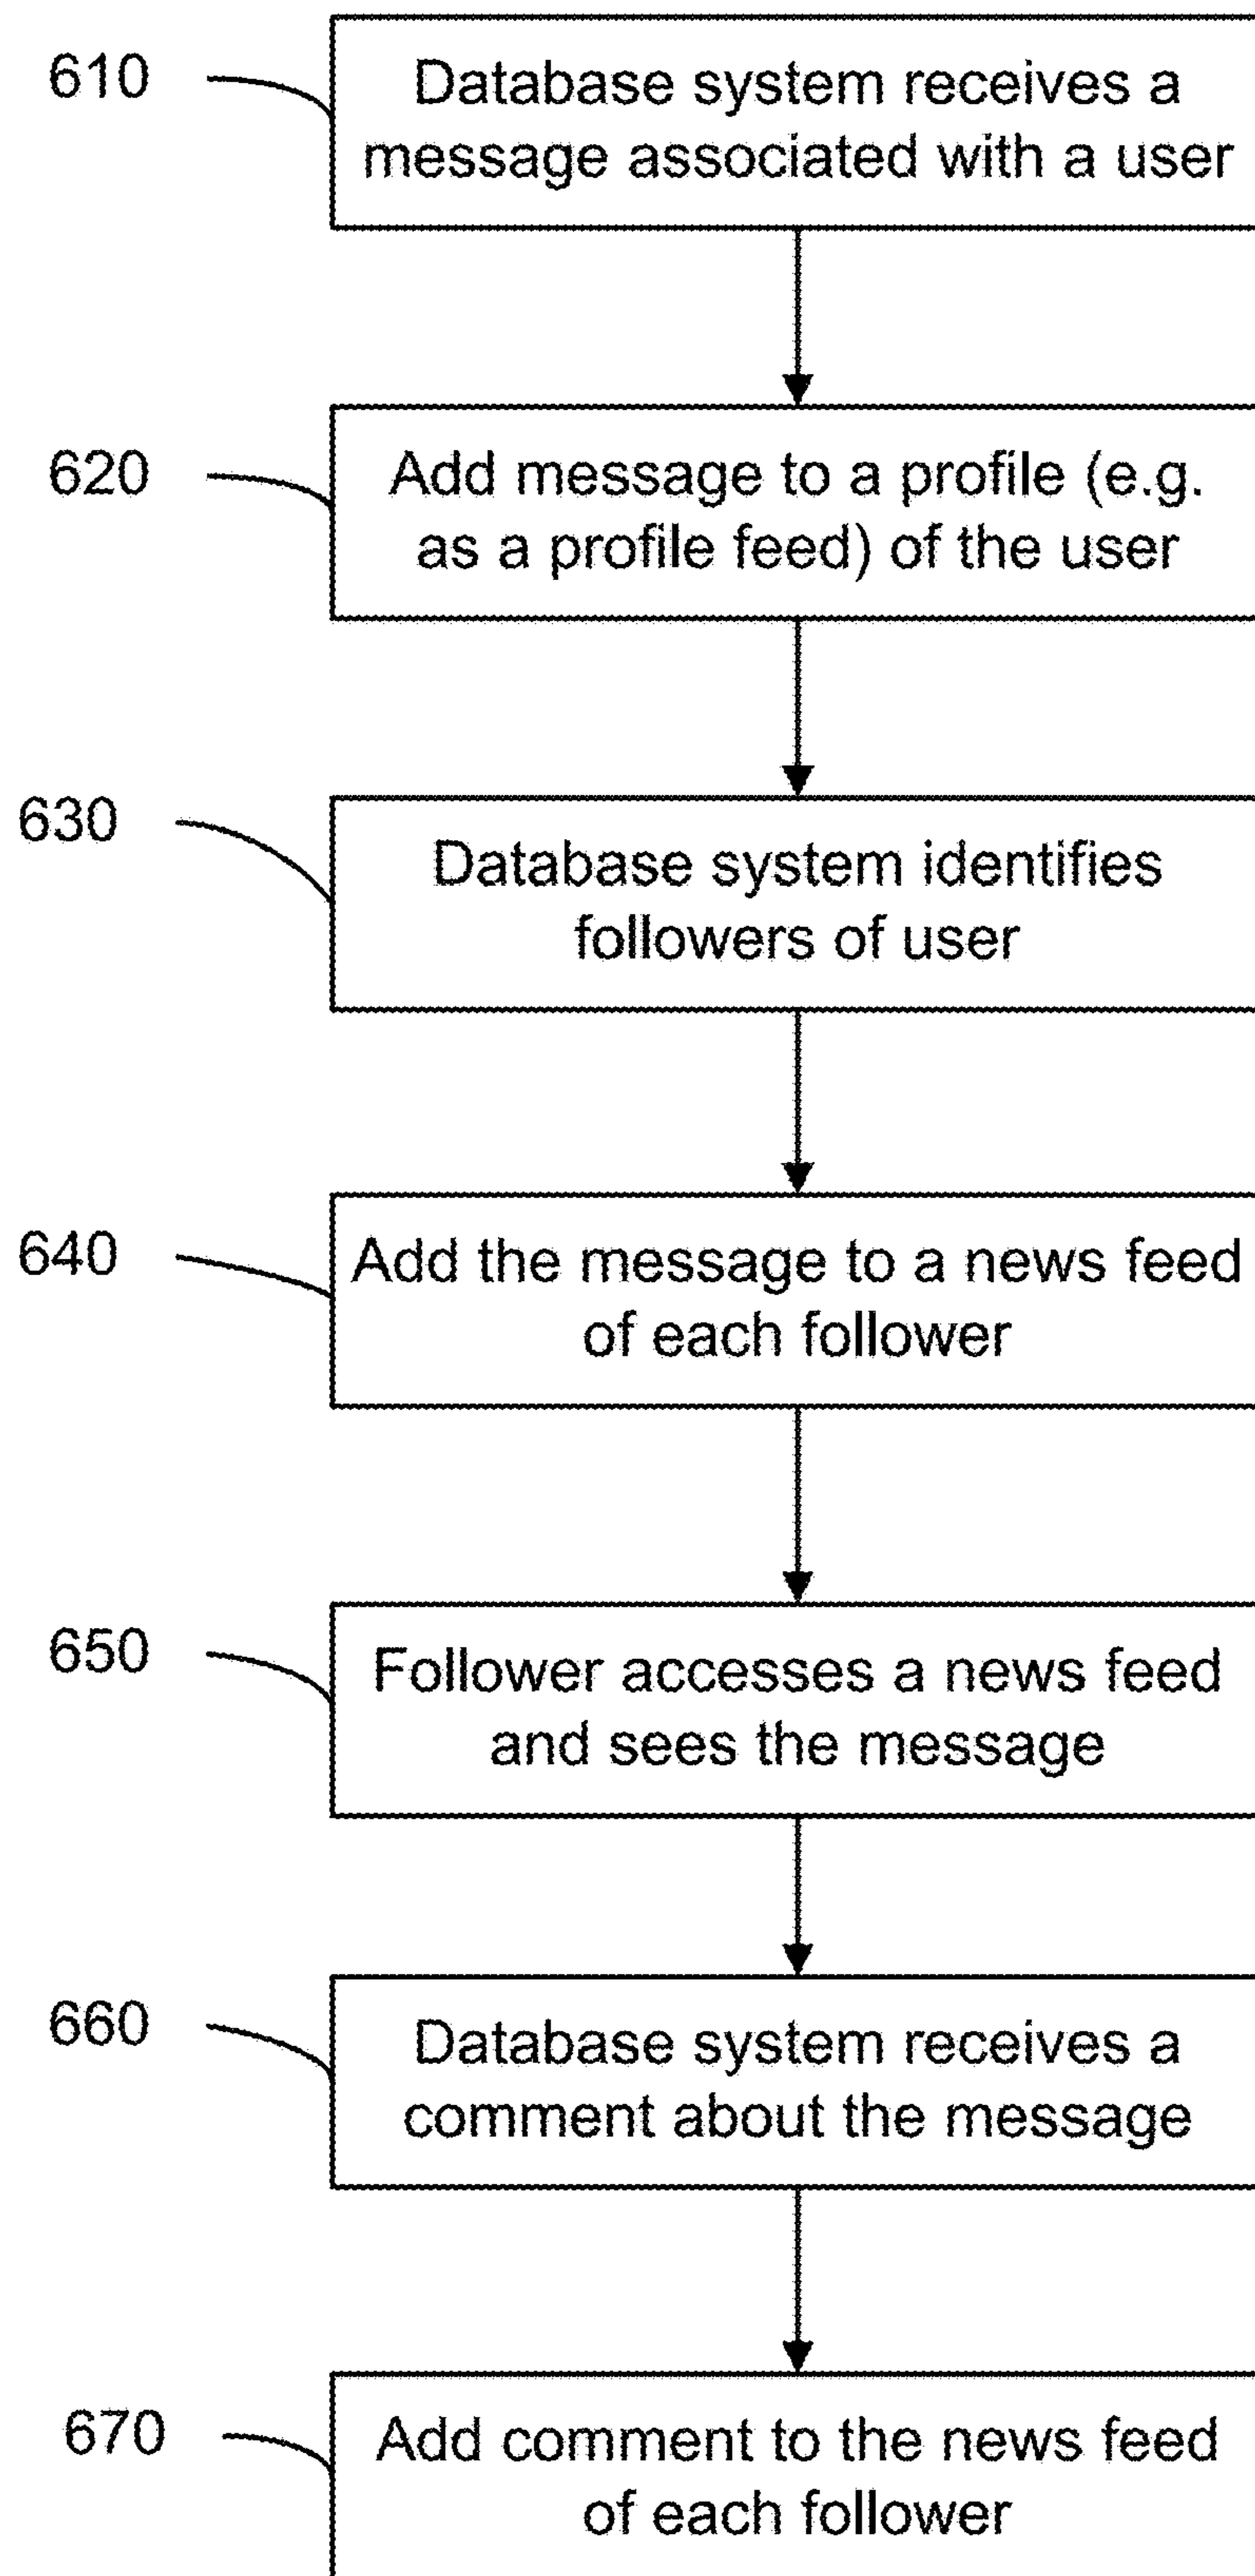 610
Database system receives a
message associated with a user
620
Add message to a profile (e.g.
as a profile feed) of the user
630
Database system identifies
followers of user
640
Add the message to a news feed
of each follower
650
Follower accesses a news feed
and sees the message
660
Database system receives a
comment about the message
670
Add comment to the news feed
of each follower